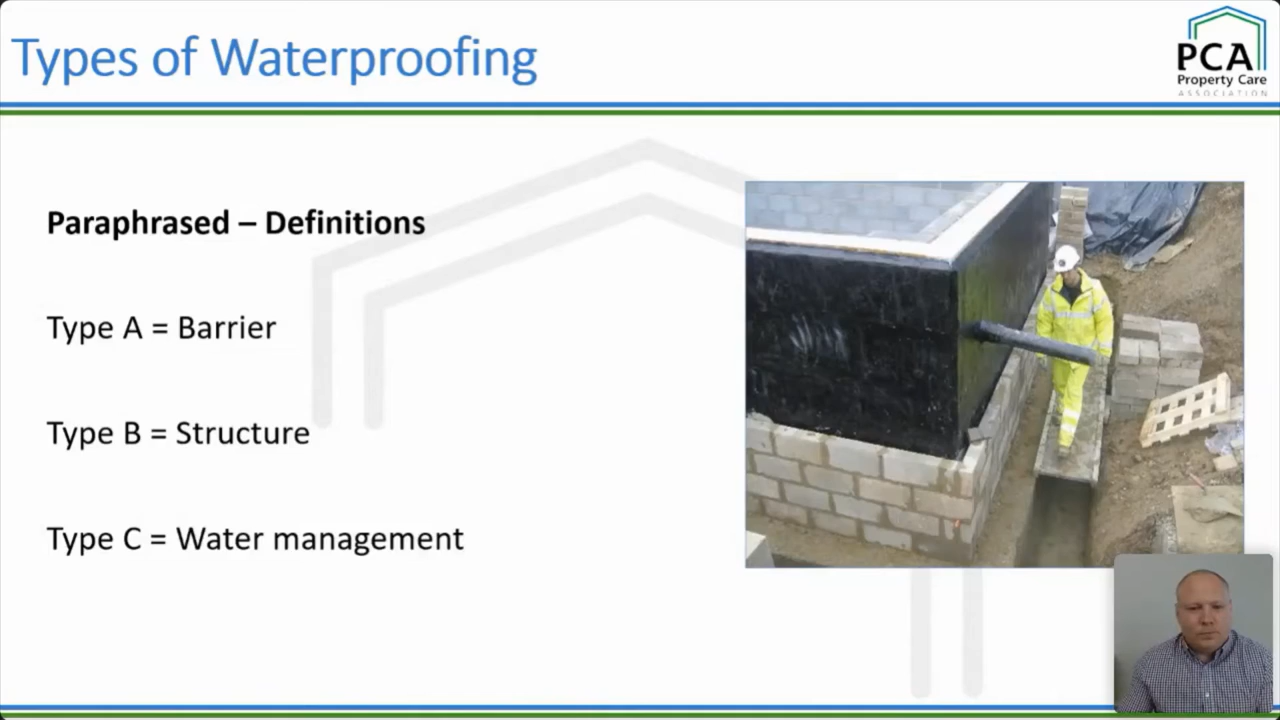 Types of Waterproofing
PCA
Property Care
ASSOCIATION
Paraphrased – Definitions
Type A = Barrier
Type B = Structure
Type C = Water management